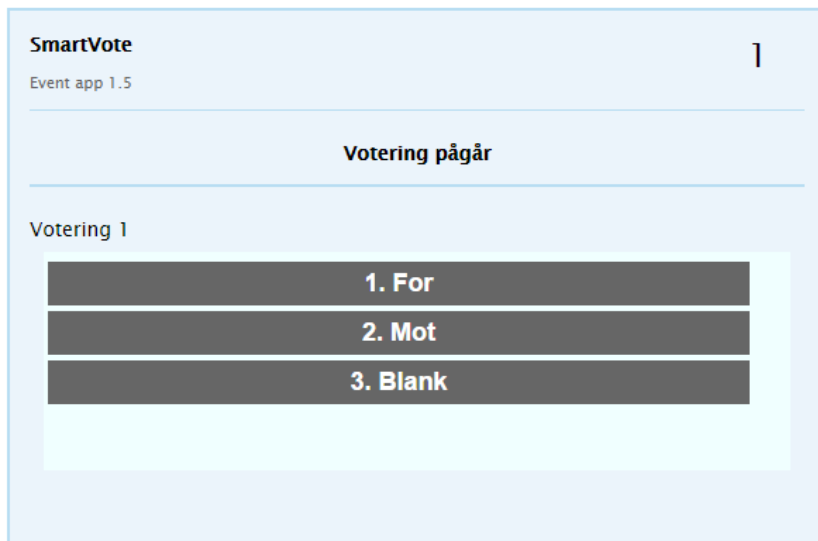 SmartVote
1
Event app 1.5
Votering pågår
Votering 1
1. For
2. Mot
3. Blank